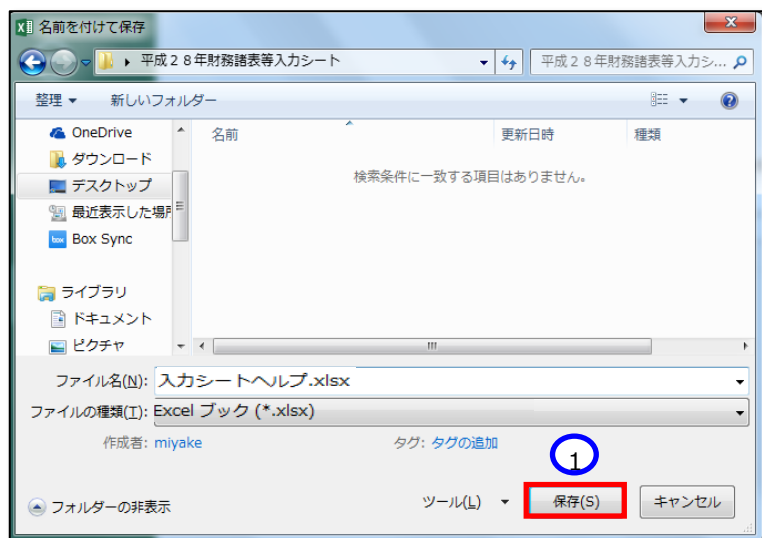 名前を付けて保存
平成２８年財務諸表等入力シート
平成２８年財務諸表等入力シ...
整理 新しいフォルダー
名前 更新日時 種類
OneDrive
ダウンロード
検索条件に一致する項目はありません。
デスクトップ
最近表示した場所
box Box Sync
ライブラリ
ドキュメント
ピクチャ
ファイル名(N): 入力シートヘルプ.xlsx
ファイルの種類(T): Excel ブック (*.xlsx)
作成者: miyake タグ: タグの追加
1
フォルダーの非表示 ツール(L) 保存(S) キャンセル